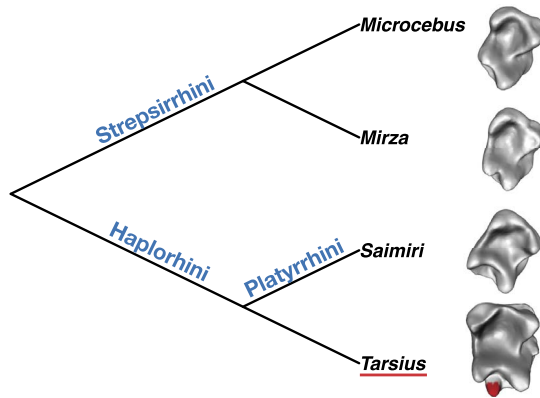 Microcebus
Strepsirrhini
Mirza
Haplorhini
Platyrrhini
Saimiri
Tarsius